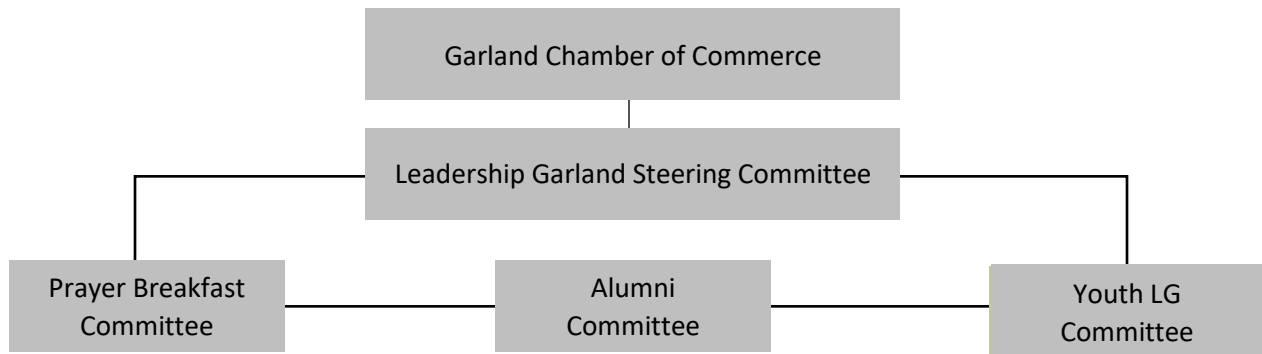 Garland Chamber of Commerce
Leadership Garland Steering Committee
Prayer Breakfast
Committee
Alumni
Committee
Youth LG
Committee